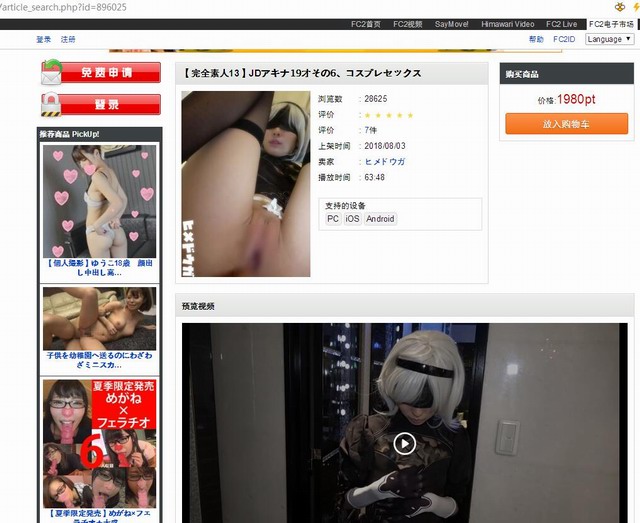 /article_search.php?id=896025
FC2首页 FC2视频 SayMove! Himawari Video FC2 Live FC2电子市场
登录 注册 帮助 FC2ID Language
免费申请
登录
推荐商品 PickUp!
【個人撮影】ゆうこ18歳 顔出し中出し高...
子供を幼稚園へ送るのにわざわざミニスカ...
夏季限定発売
めがね
×
フェラチオ
6
【夏季限定発売】めがね×フェ
【完全素人13】JDアキナ19才その6、コスプレセックス
ヒメドウガ
浏览数 : 28625
评价 : ★ ★ ★ ★ ★
评价 : 7件
上架时间 : 2018/08/03
卖家 : ヒメドウガ
播放时间 : 63:48
支持的设备
PC iOS Android
购买商品
价格:1980pt
放入购物车
预览视频